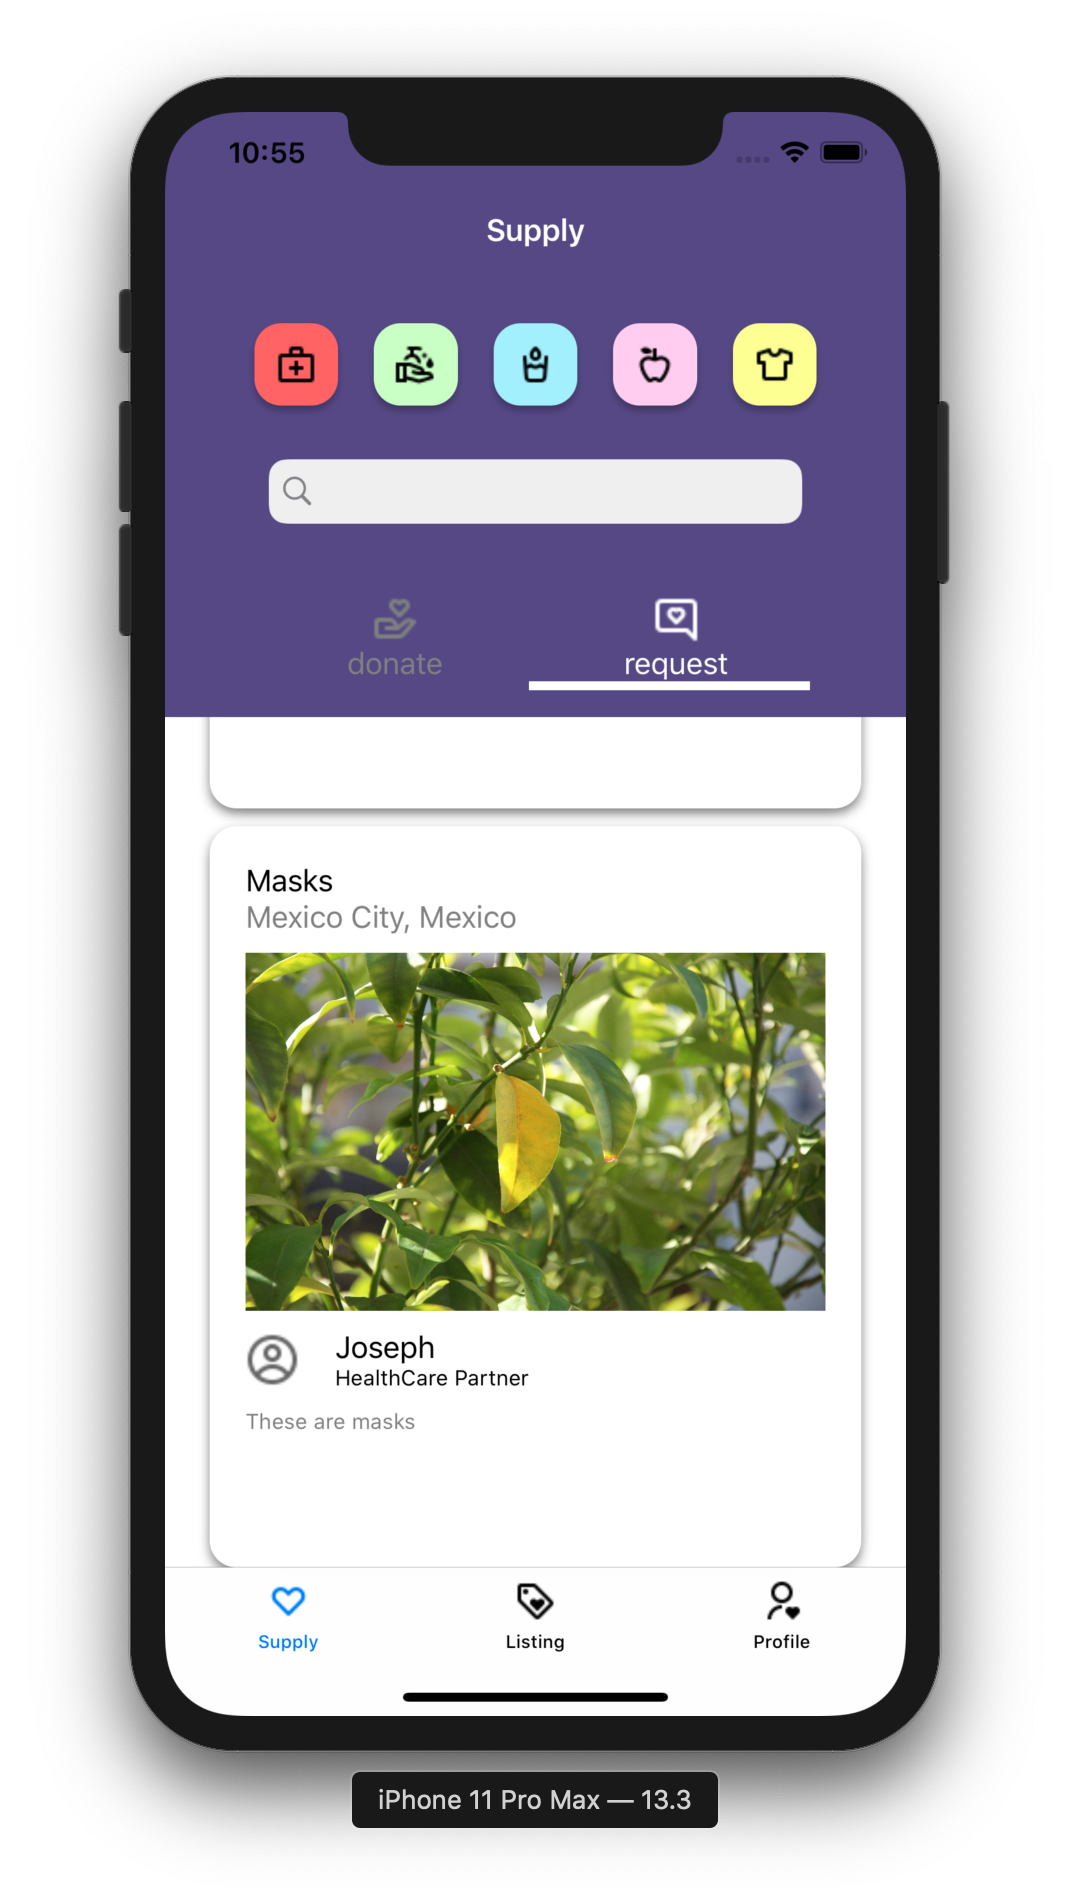 10:55
Supply
donate
request
Masks
Mexico City, Mexico
Joseph
HealthCare Partner
These are masks
Supply
Listing
Profile
iPhone 11 Pro Max — 13.3